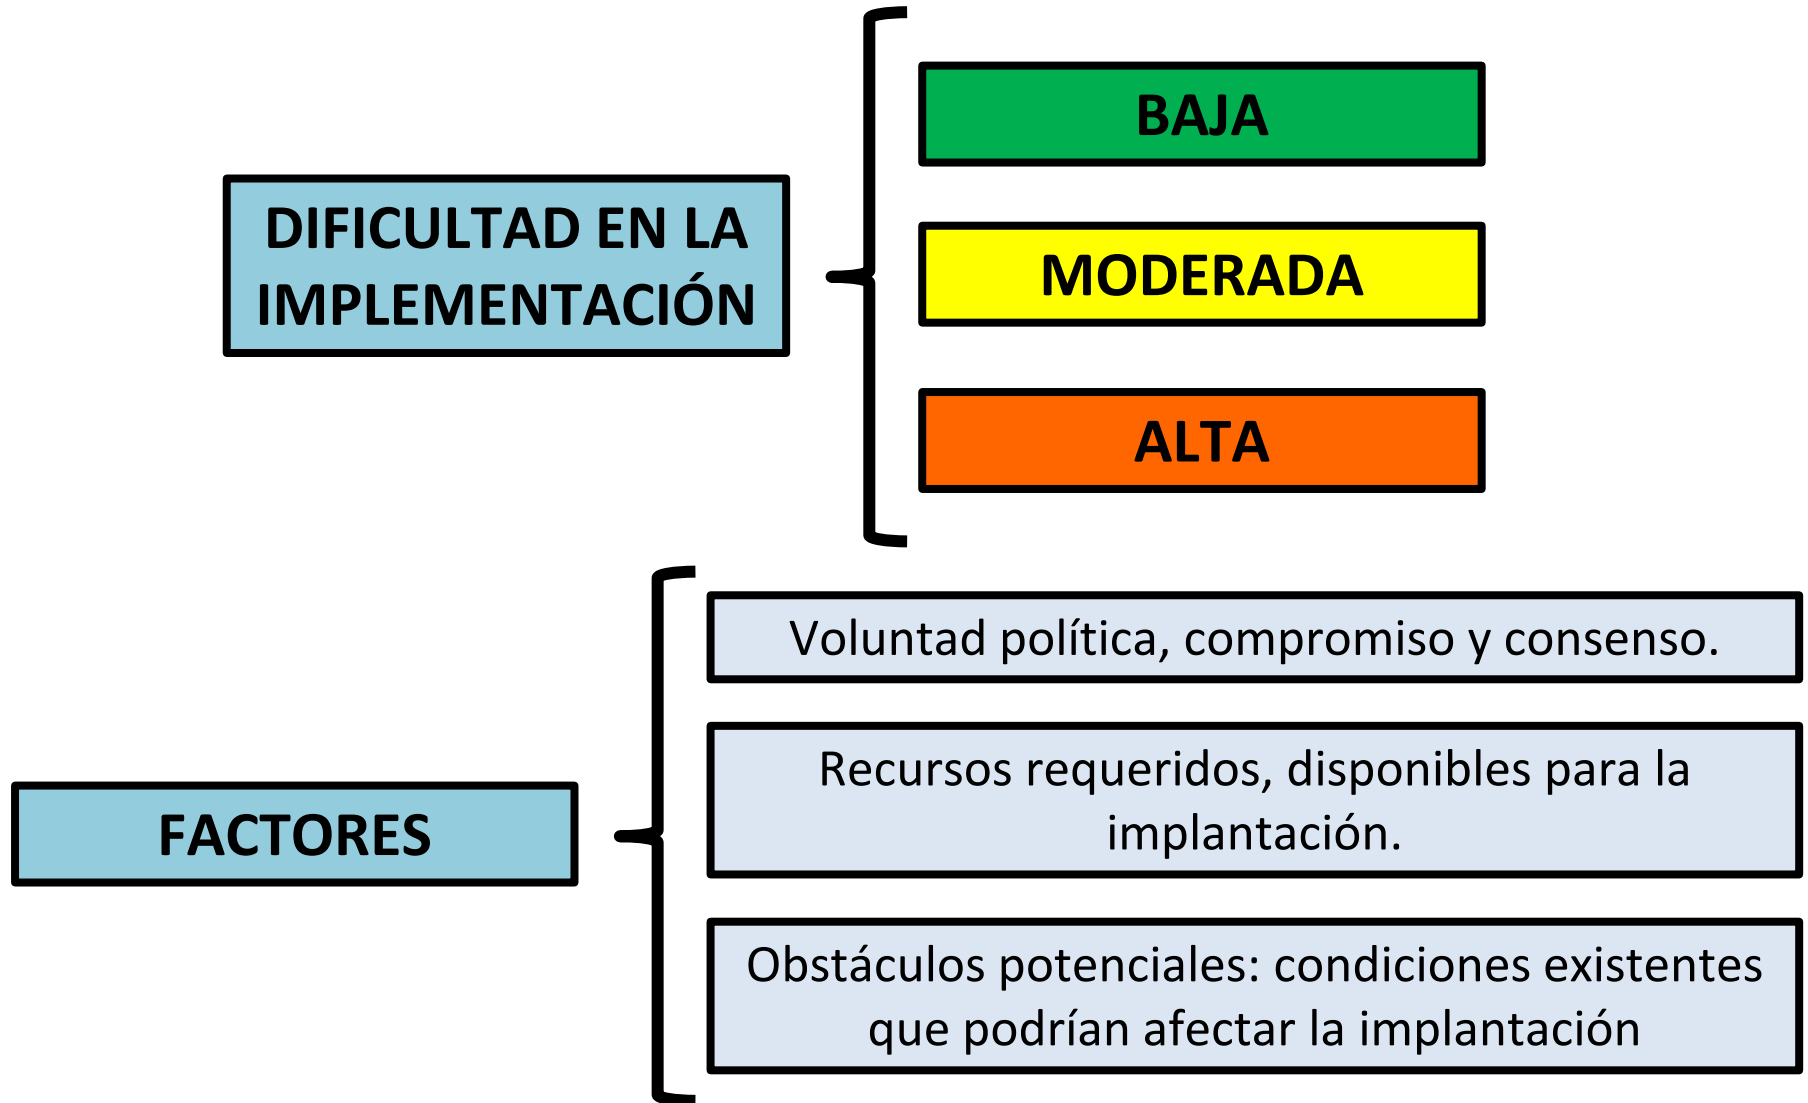 DIFICULTAD EN LA
IMPLEMENTACIÓN
BAJA
MODERADA
ALTA
FACTORES
Voluntad política, compromiso y consenso.
Recursos requeridos, disponibles para la
implantación.
Obstáculos potenciales: condiciones existentes
que podrían afectar la implantación